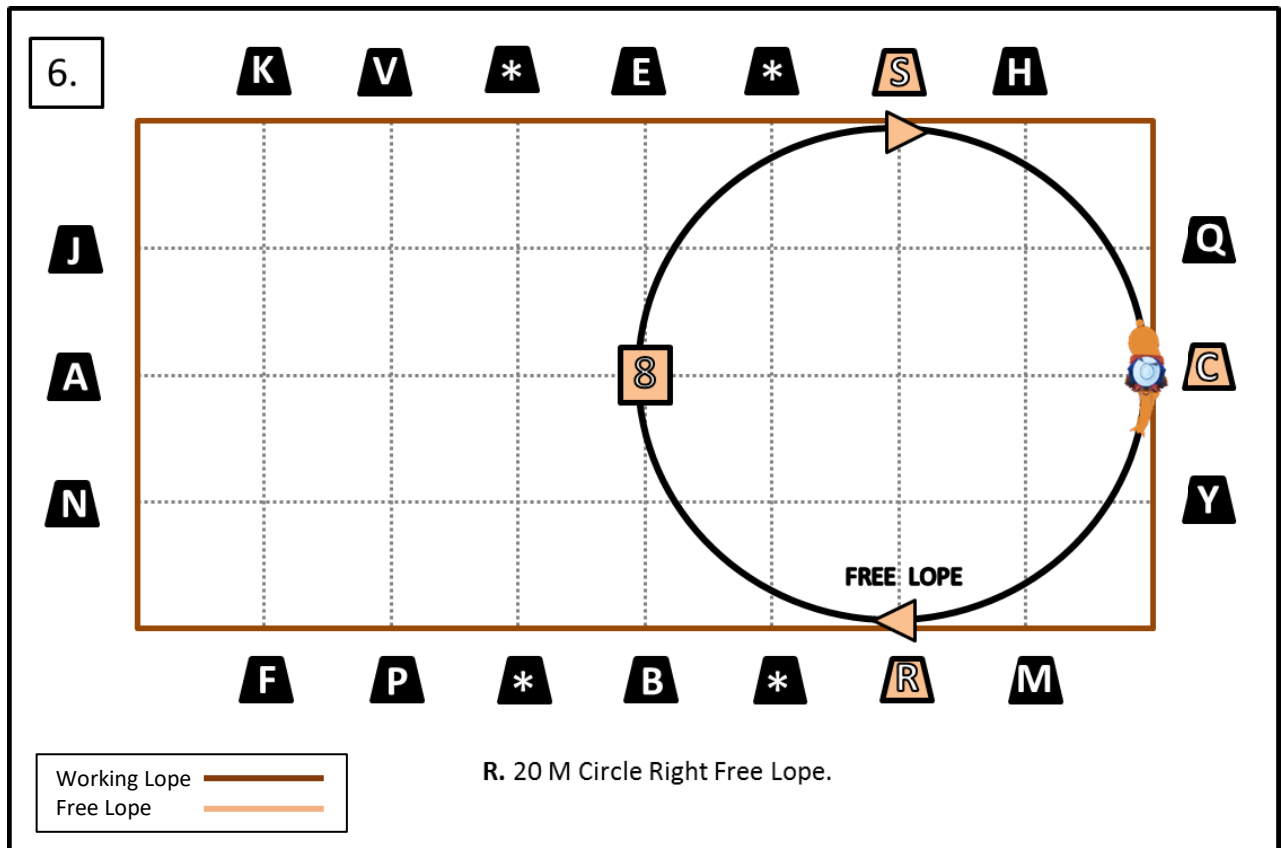 6.
K V * E * S H
J
Q
A
8
C
N
Y
FREE LOPE
F P * B * R M
Working Lope
Free Lope
R. 20 M Circle Right Free Lope.